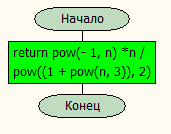 Начало
return pow(- 1, n) *n /
pow((1 + pow(n, 3)), 2)
Конец